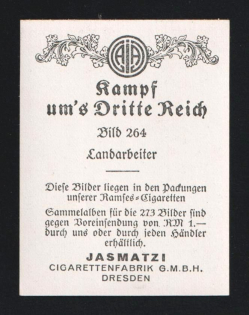 Kampf
um's Dritte Reich
Bild 264
Landarbeiter
Diese Bilder liegen in den Packungen
unserer Ramses=Cigaretten
Sammelalben für die 273 Bilder sind
gegen Voreinsendung von RM 1.—
durch uns oder durch jeden Händler
erhältlich.
JASMATZI
CIGARETTENFABRIK G.M.B.H.
DRESDEN